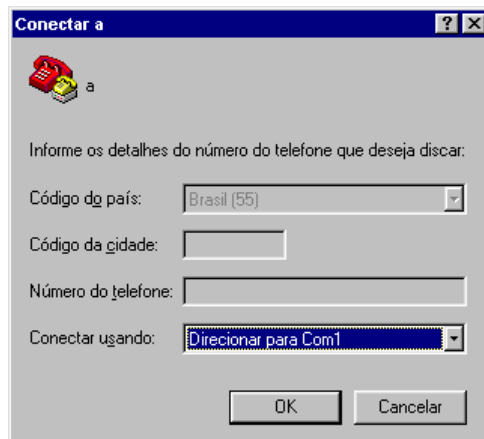 Conectar a
a
Informe os detalhes do número do telefone que deseja discar:
Código do país: Brasil (55)
Código da cidade:
Número do telefone:
Conectar usando: Direcionar para Com1
OK Cancelar